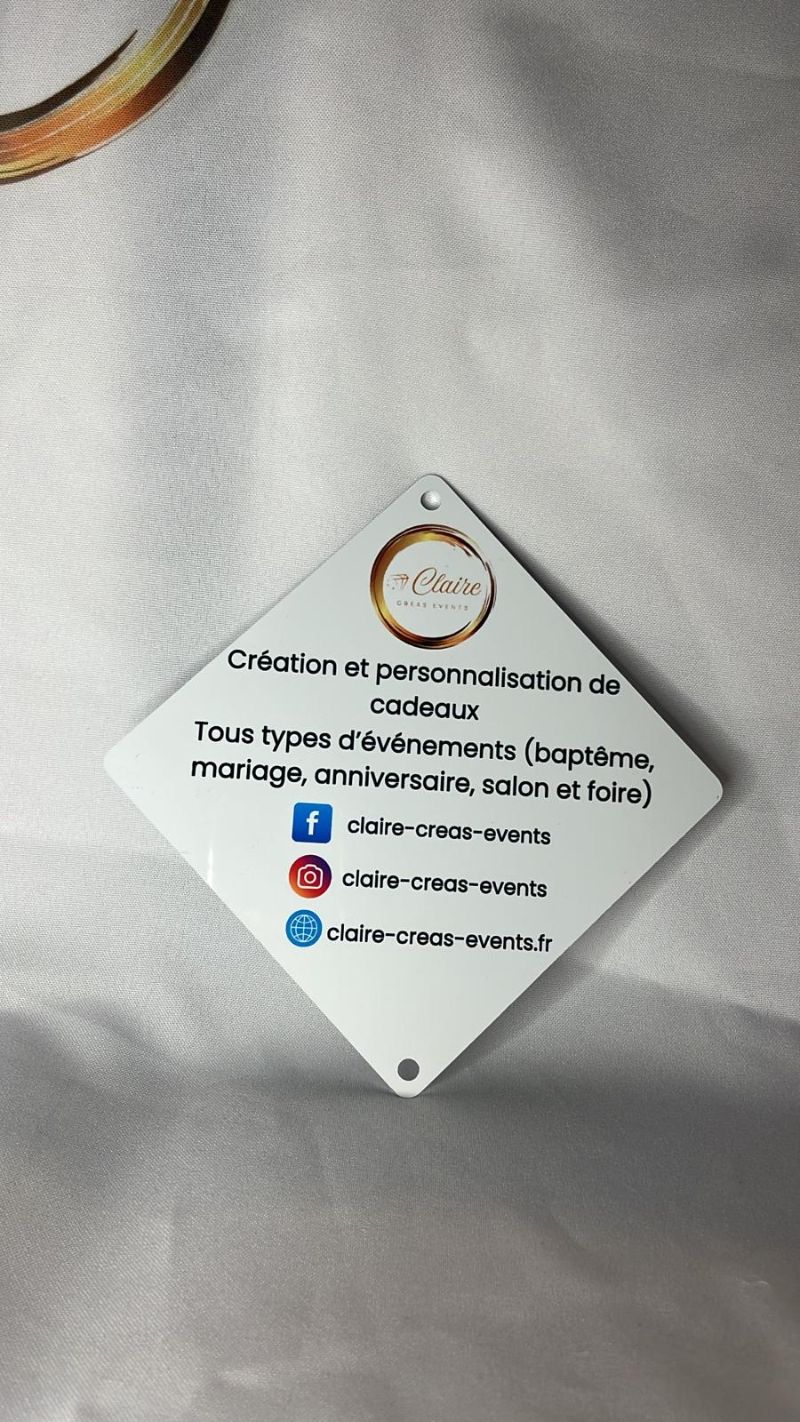 Claire
CREAS EVENTS
Création et personnalisation de
cadeaux
Tous types d’événements (baptême,
mariage, anniversaire, salon et foire)
f
claire-creas-events
claire-creas-events
claire-creas-events.fr